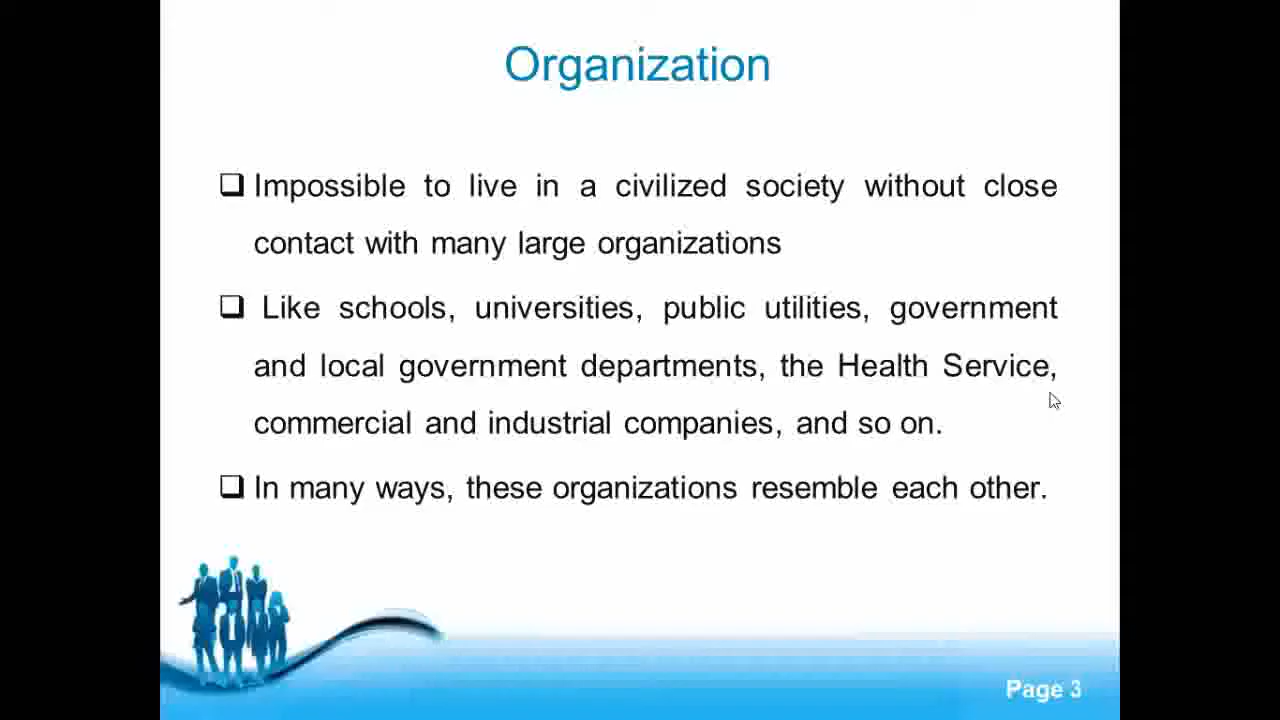 Organization
❑ Impossible to live in a civilized society without close
contact with many large organizations
❑ Like schools, universities, public utilities, government
and local government departments, the Health Service,
commercial and industrial companies, and so on.
❑ In many ways, these organizations resemble each other.
Page 3